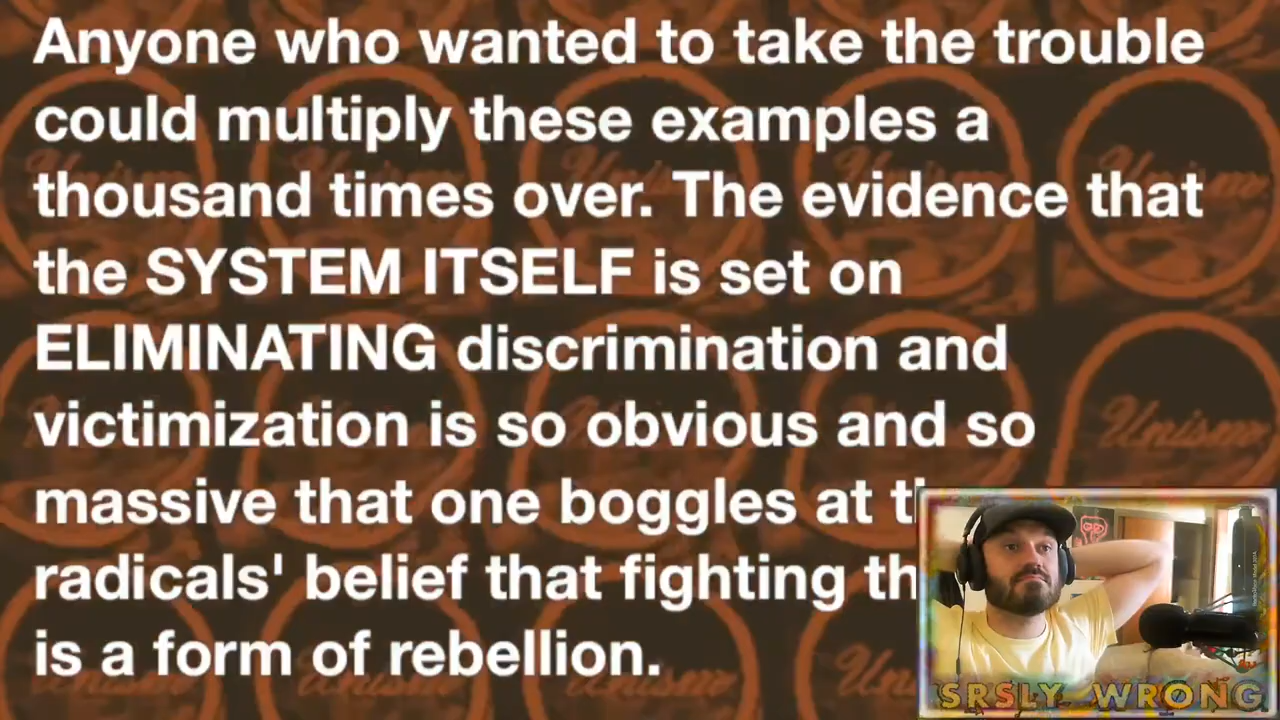 Anyone who wanted to take the trouble
could multiply these examples a
thousand times over. The evidence that
the SYSTEM ITSELF is set on
ELIMINATING discrimination and
victimization is so obvious and so
massive that one boggles at
radicals' belief that fighting
is a form of rebellion.
Unism
SRSLY WRONG